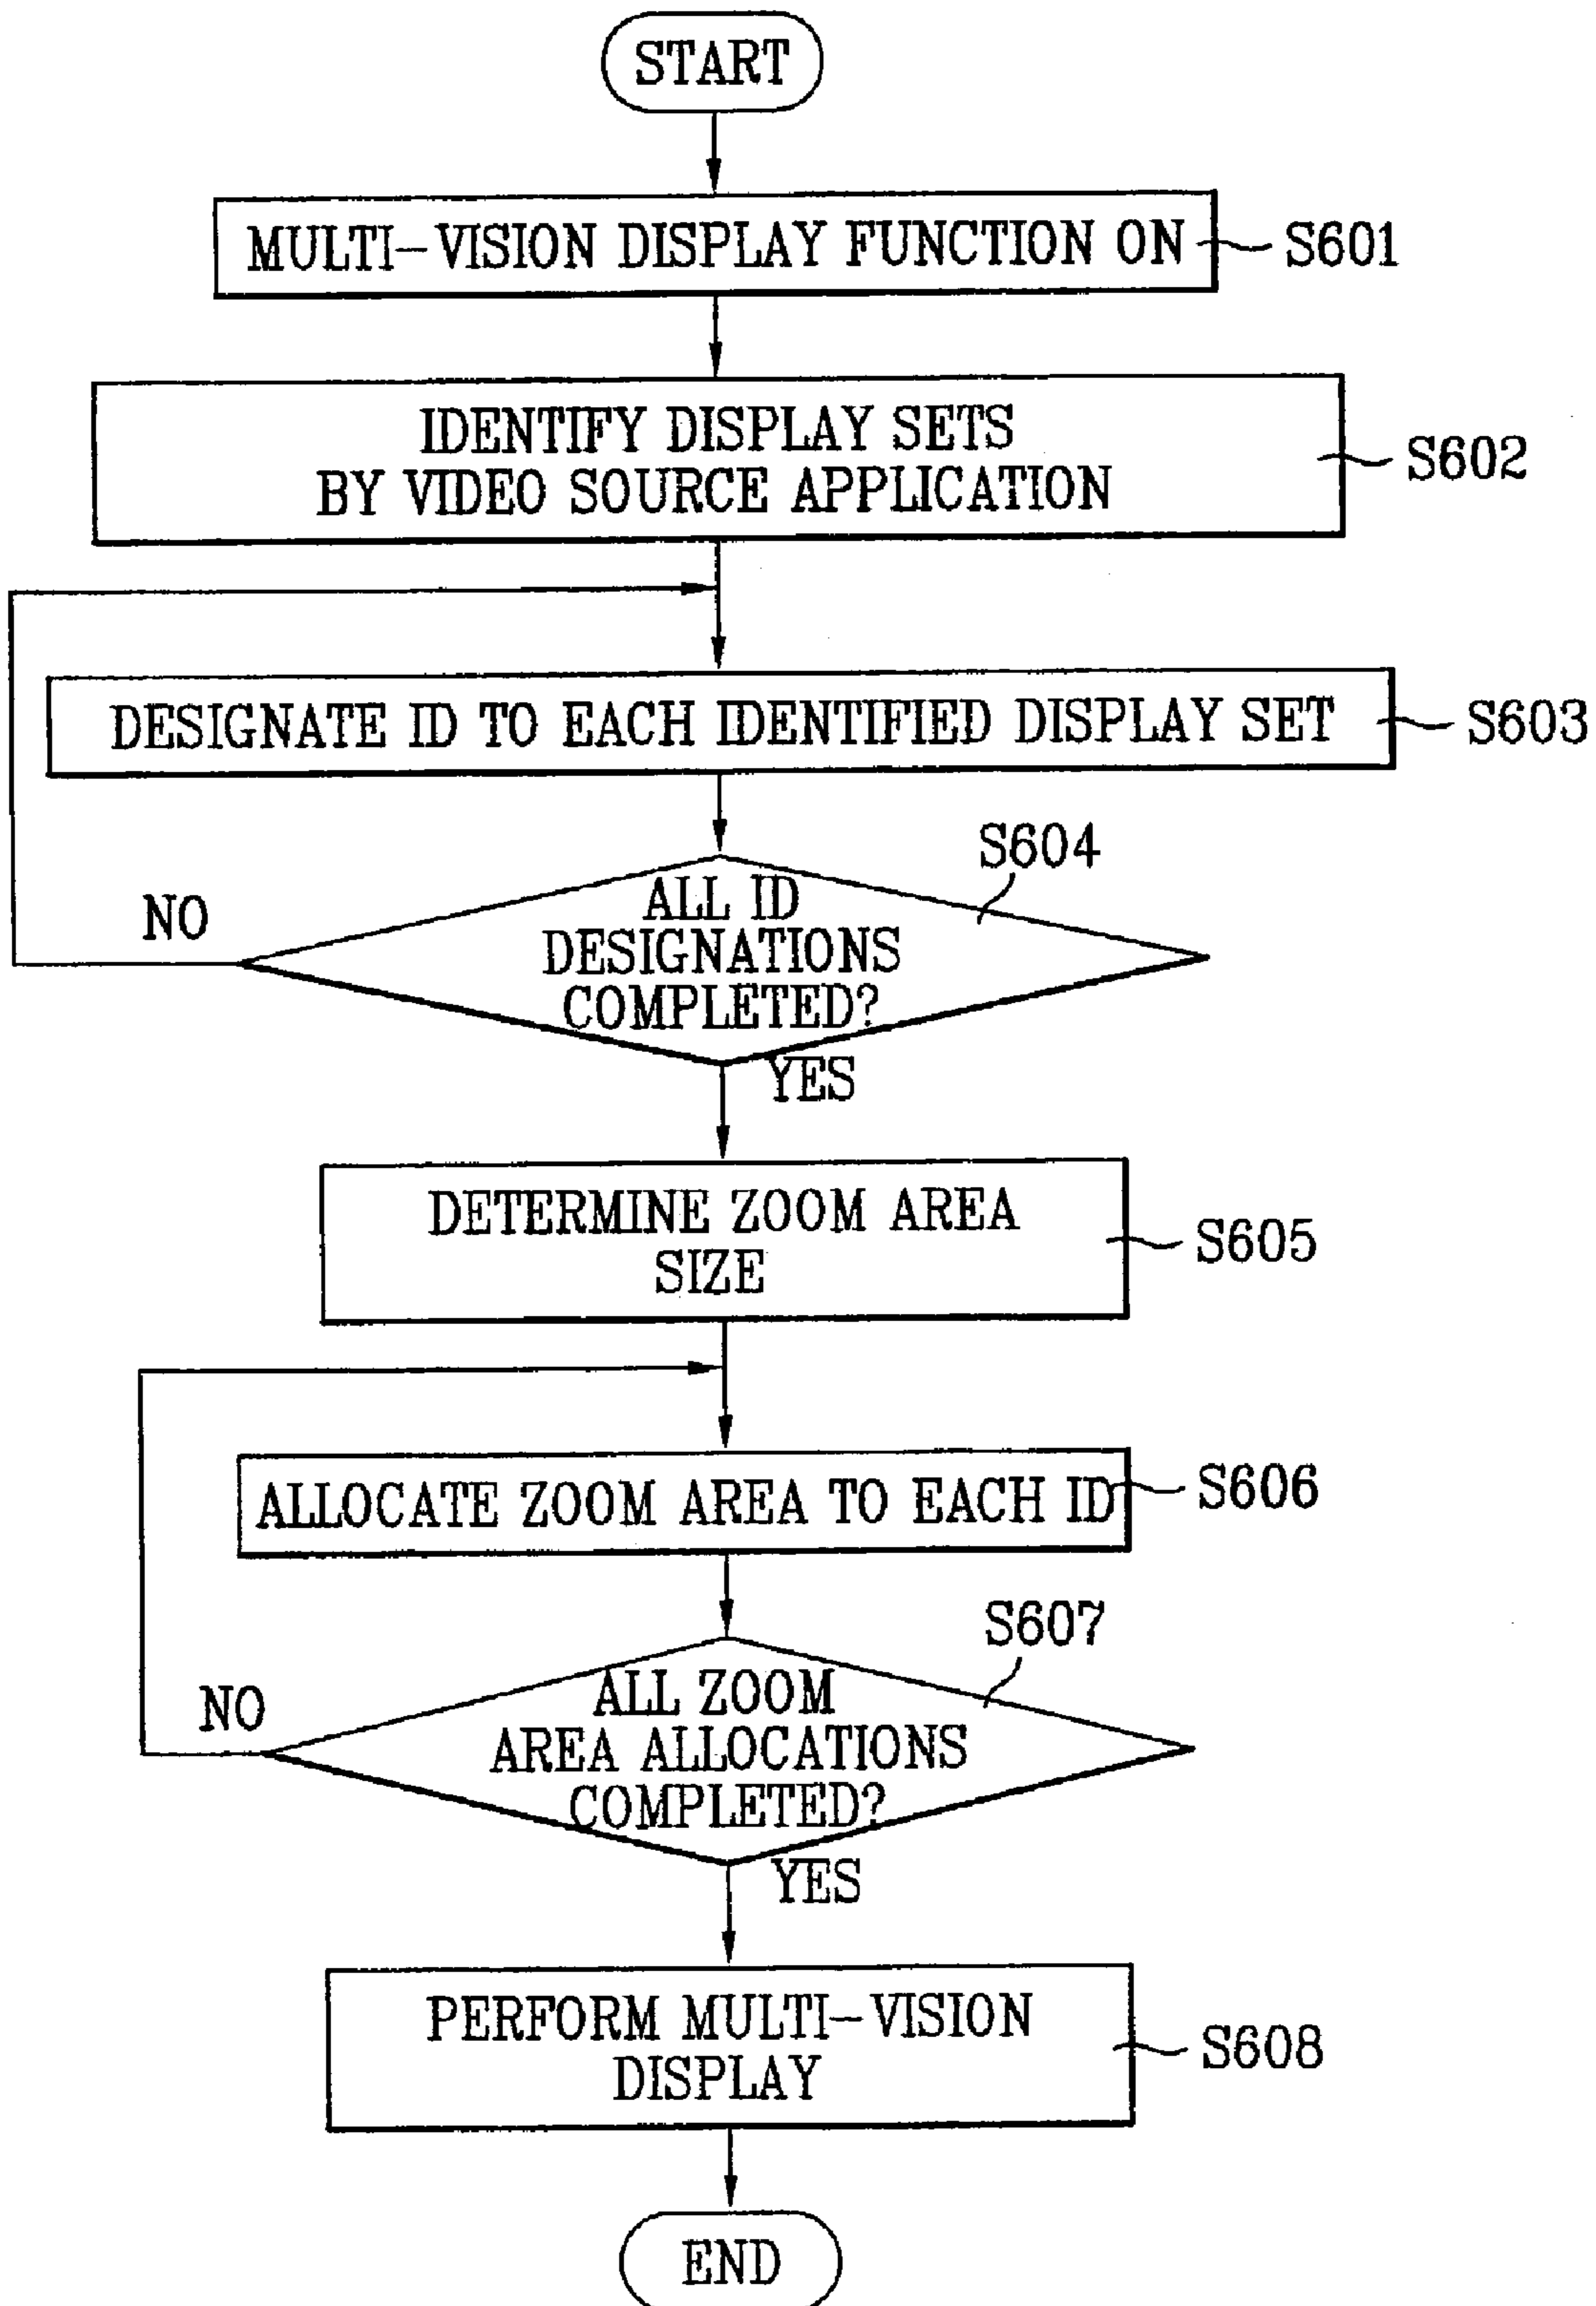 START
MULTI-VISION DISPLAY FUNCTION ON
S601
IDENTIFY DISPLAY SETS
BY VIDEO SOURCE APPLICATION
S602
DESIGNATE ID TO EACH IDENTIFIED DISPLAY SET
S603
S604
ALL ID
DESIGNATIONS
COMPLETED?
NO
YES
DETERMINE ZOOM AREA
SIZE
S605
ALLOCATE ZOOM AREA TO EACH ID
S606
S607
ALL ZOOM
AREA ALLOCATIONS
COMPLETED?
NO
YES
PERFORM MULTI-VISION
DISPLAY
S608
END